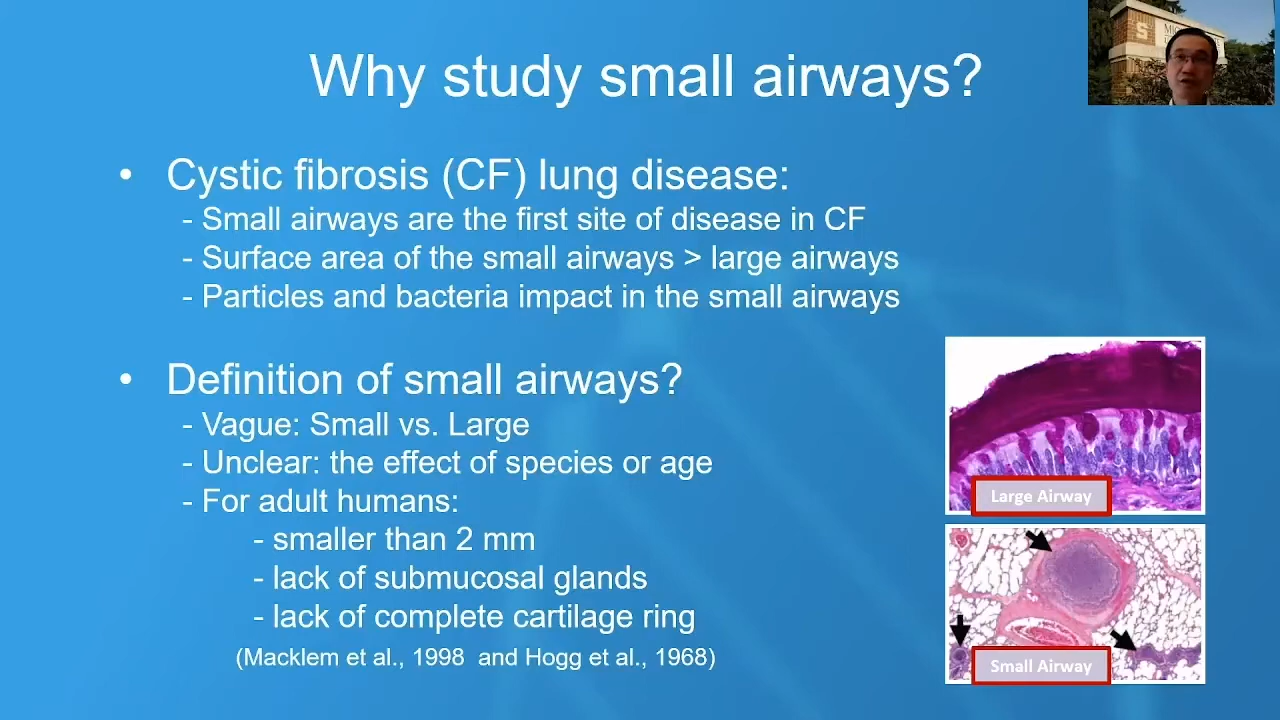 Why study small airways?
• Cystic fibrosis (CF) lung disease:
- Small airways are the first site of disease in CF
- Surface area of the small airways > large airways
- Particles and bacteria impact in the small airways
• Definition of small airways?
- Vague: Small vs. Large
- Unclear: the effect of species or age
- For adult humans:
- smaller than 2 mm
- lack of submucosal glands
- lack of complete cartilage ring
(Macklem et al., 1998 and Hogg et al., 1968)
Large Airway
Small Airway
S